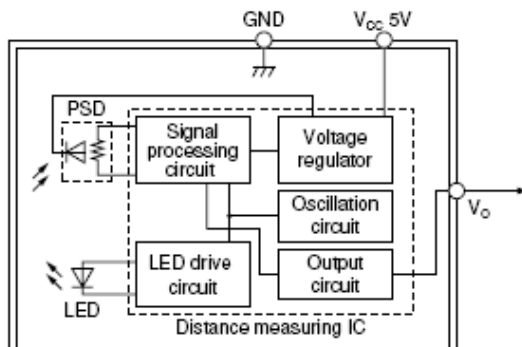 GND
VCC 5V
PSD
Signal
processing
circuit
Voltage
regulator
Oscillation
circuit
VO
LED drive
circuit
Output
circuit
LED
Distance measuring IC